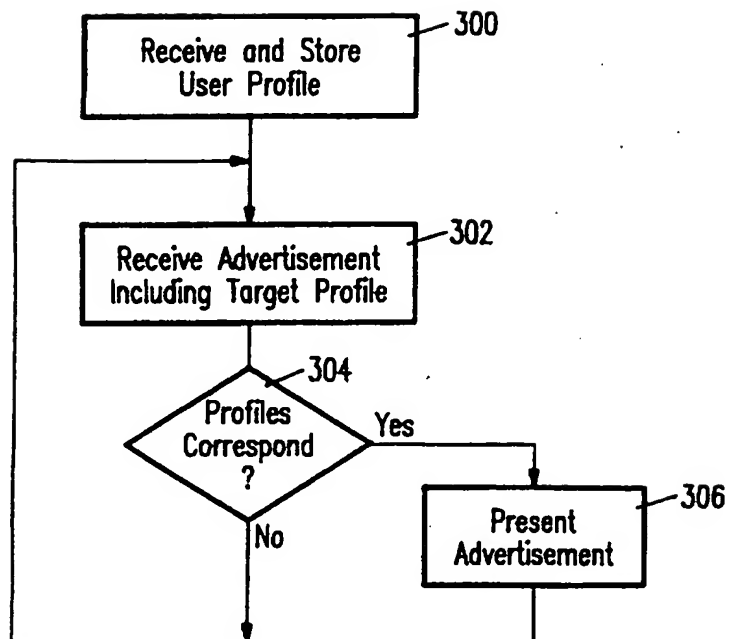 300
Receive and Store
User Profile
302
Receive Advertisement
Including Target Profile
304
Profiles
Correspond
?
Yes
No
306
Present
Advertisement